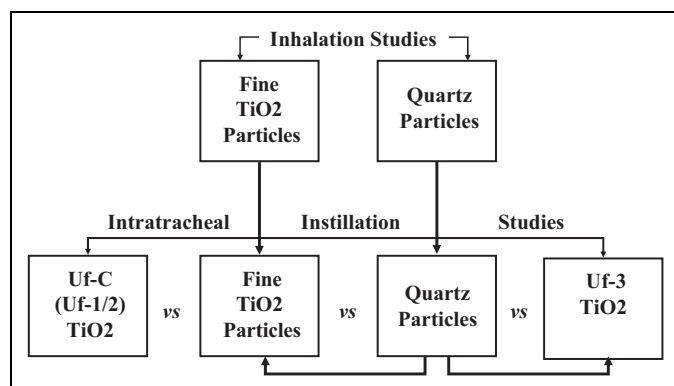 Inhalation Studies
Fine
TiO2
Particles
Quartz
Particles
Intratracheal Instillation Studies
Uf-C
(Uf-1/2)
TiO2
vs
Fine
TiO2
Particles
vs
Quartz
Particles
vs
Uf-3
TiO2